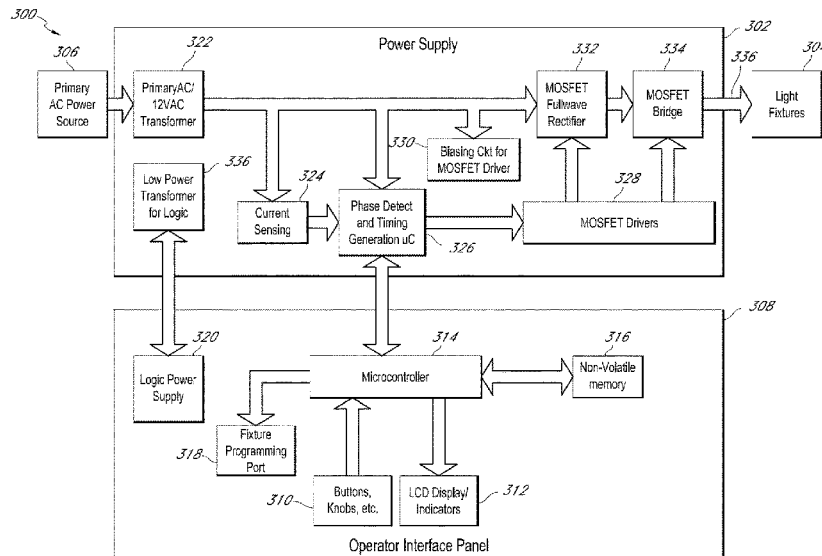 300
306
322
Power Supply
332
334
302
336
Primary
AC Power
Source
PrimaryAC/
12VAC
Transformer
MOSFET
Fullwave
Rectifier
MOSFET
Bridge
Light
Fixtures
330
Biasing Ckt for
MOSFET Driver
336
Low Power
Transformer
for Logic
324
Current
Sensing
Phase Detect
and Timing
Generation uC
326
328
MOSFET Drivers
308
320
Logic Power
Supply
314
Microcontroller
316
Non-Volatile
memory
318
Fixture
Programming
Port
310
Buttons,
Knobs, etc.
LCD Display/
Indicators
312
Operator Interface Panel